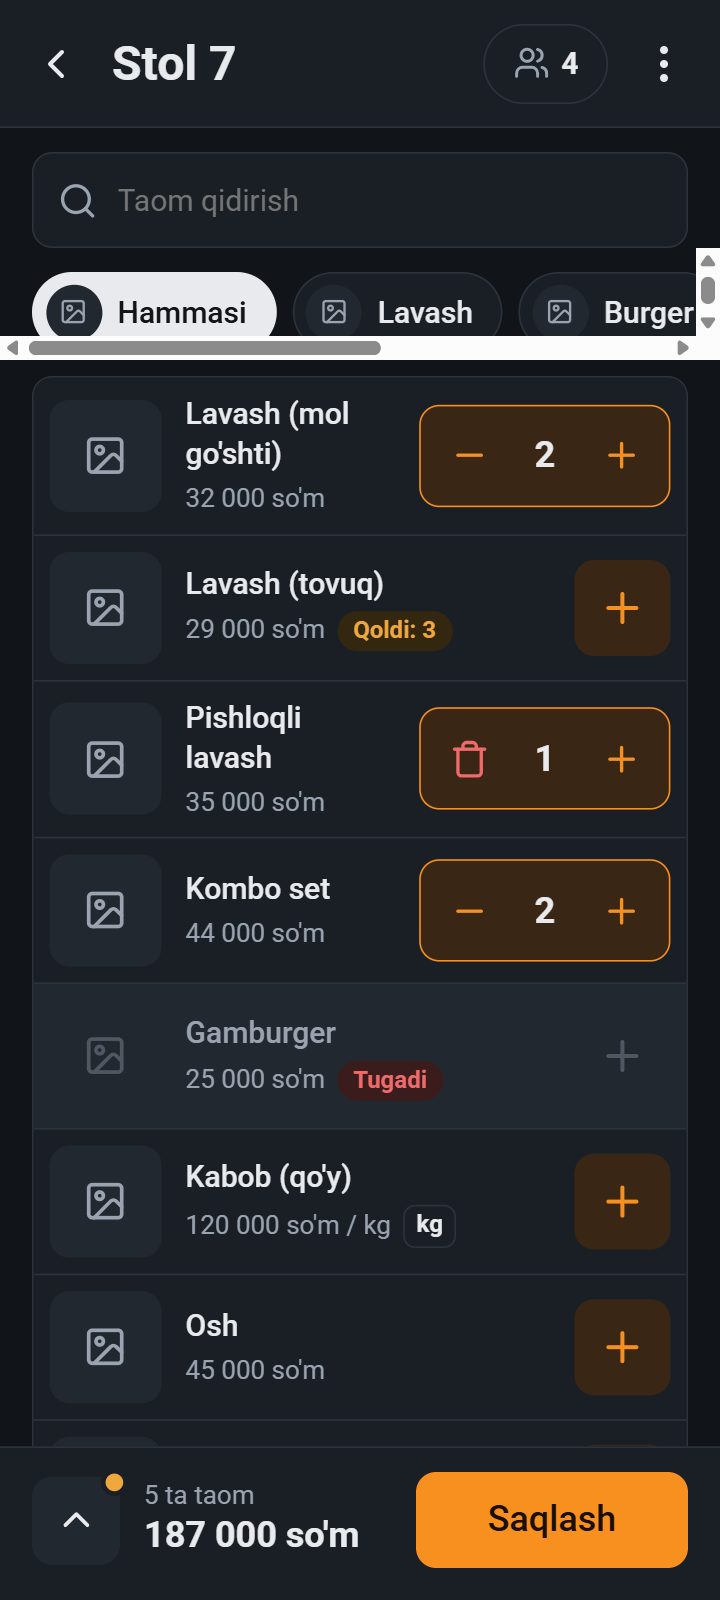 Stol 7
4
Taom qidirish
Hammasi
Lavash
Burger
Lavash (mol
go'shti)
32 000 so'm
2
Lavash (tovuq)
29 000 so'm
Qoldi: 3
Pishloqli
lavash
35 000 so'm
1
Kombo set
44 000 so'm
2
Gamburger
25 000 so'm
Tugadi
Kabob (qo'y)
120 000 so'm / kg
kg
Osh
45 000 so'm
5 ta taom
187 000 so'm
Saqlash